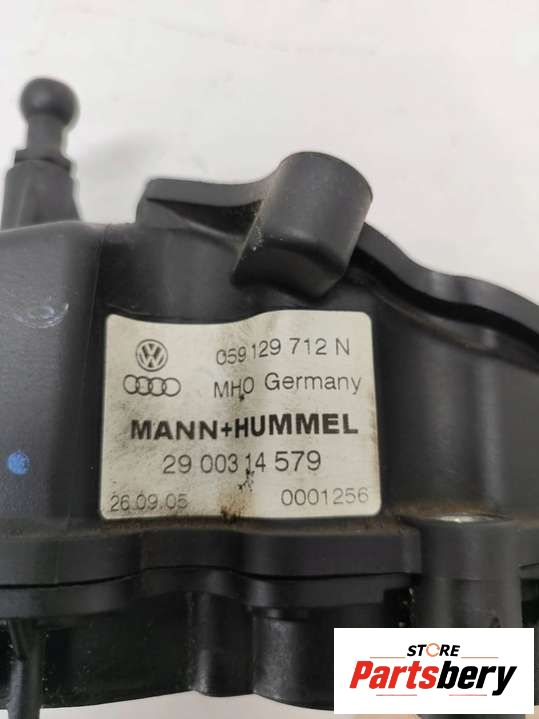 059 129 712 N
MHO Germany
MANN+HUMMEL
29 003 14 579
26.09.05 0001256
STORE
Partsbery